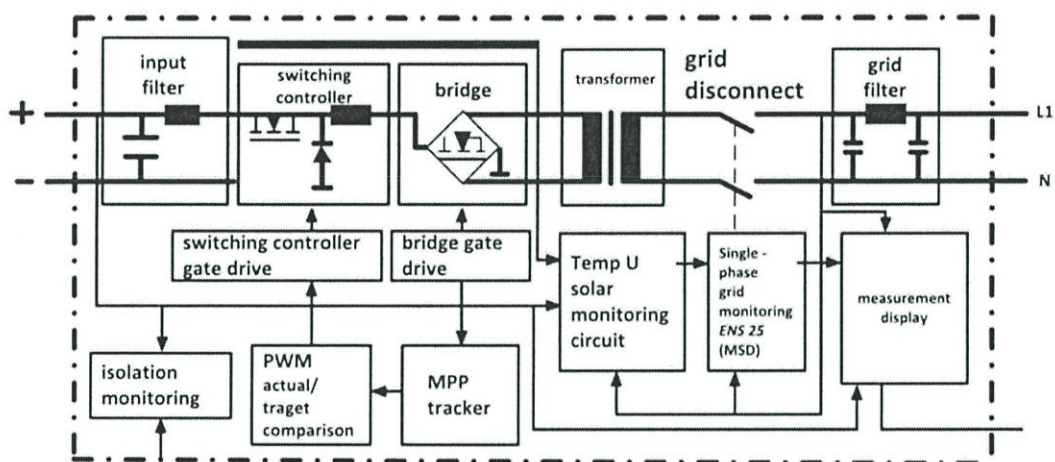 input
filter
switching
controller
bridge
transformer
grid
disconnect
grid
filter
+
-
L1
N
switching controller
gate drive
bridge gate
drive
Temp U
solar
monitoring
circuit
Single -
phase
grid
monitoring
ENS 25
(MSD)
measurement
display
isolation
monitoring
PWM
actual/
traget
comparison
MPP
tracker